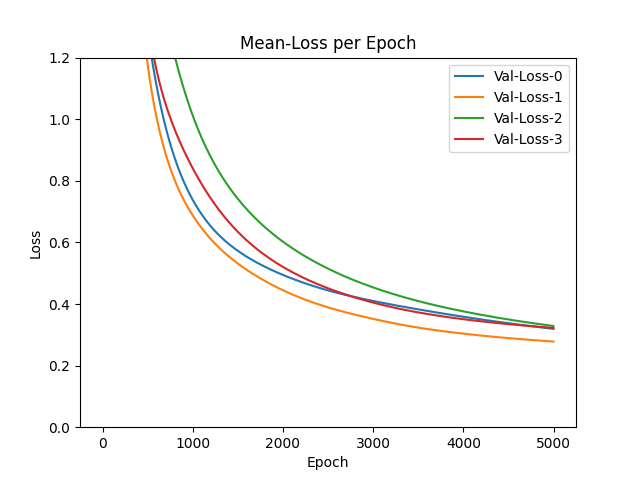 Mean-Loss per Epoch
Val-Loss-0
Val-Loss-1
Val-Loss-2
Val-Loss-3
Loss
1.2
1.0
0.8
0.6
0.4
0.2
0.0
0 1000 2000 3000 4000 5000
Epoch